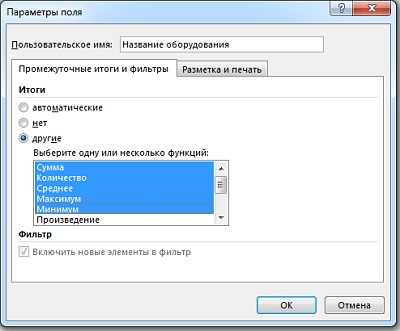 Параметры поля
Пользовательское имя: Название оборудования
Промежуточные итоги и фильтры Разметка и печать
Итоги
автоматические
нет
другие
Выберите одну или несколько функций:
Сумма
Количество
Среднее
Максимум
Минимум
Произведение
Фильтр
Включить новые элементы в фильтр
ОК Отмена